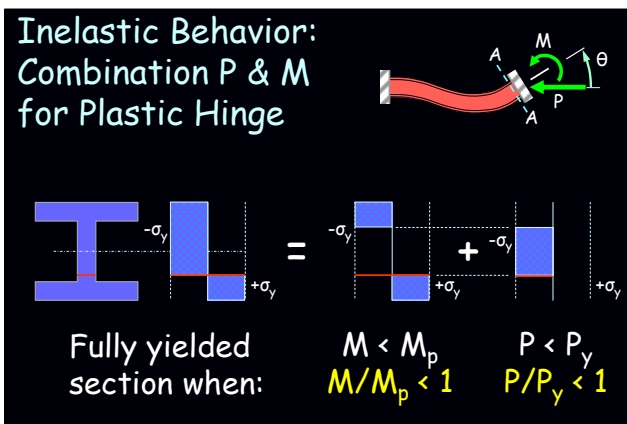 Inelastic Behavior:
Combination P & M
for Plastic Hinge
M
A
θ
P
A
-σy
+σy
=
-σy
+σy
+
-σy
+σy
Fully yielded
section when:
M < Mp
M/Mp < 1
P < Py
P/Py < 1